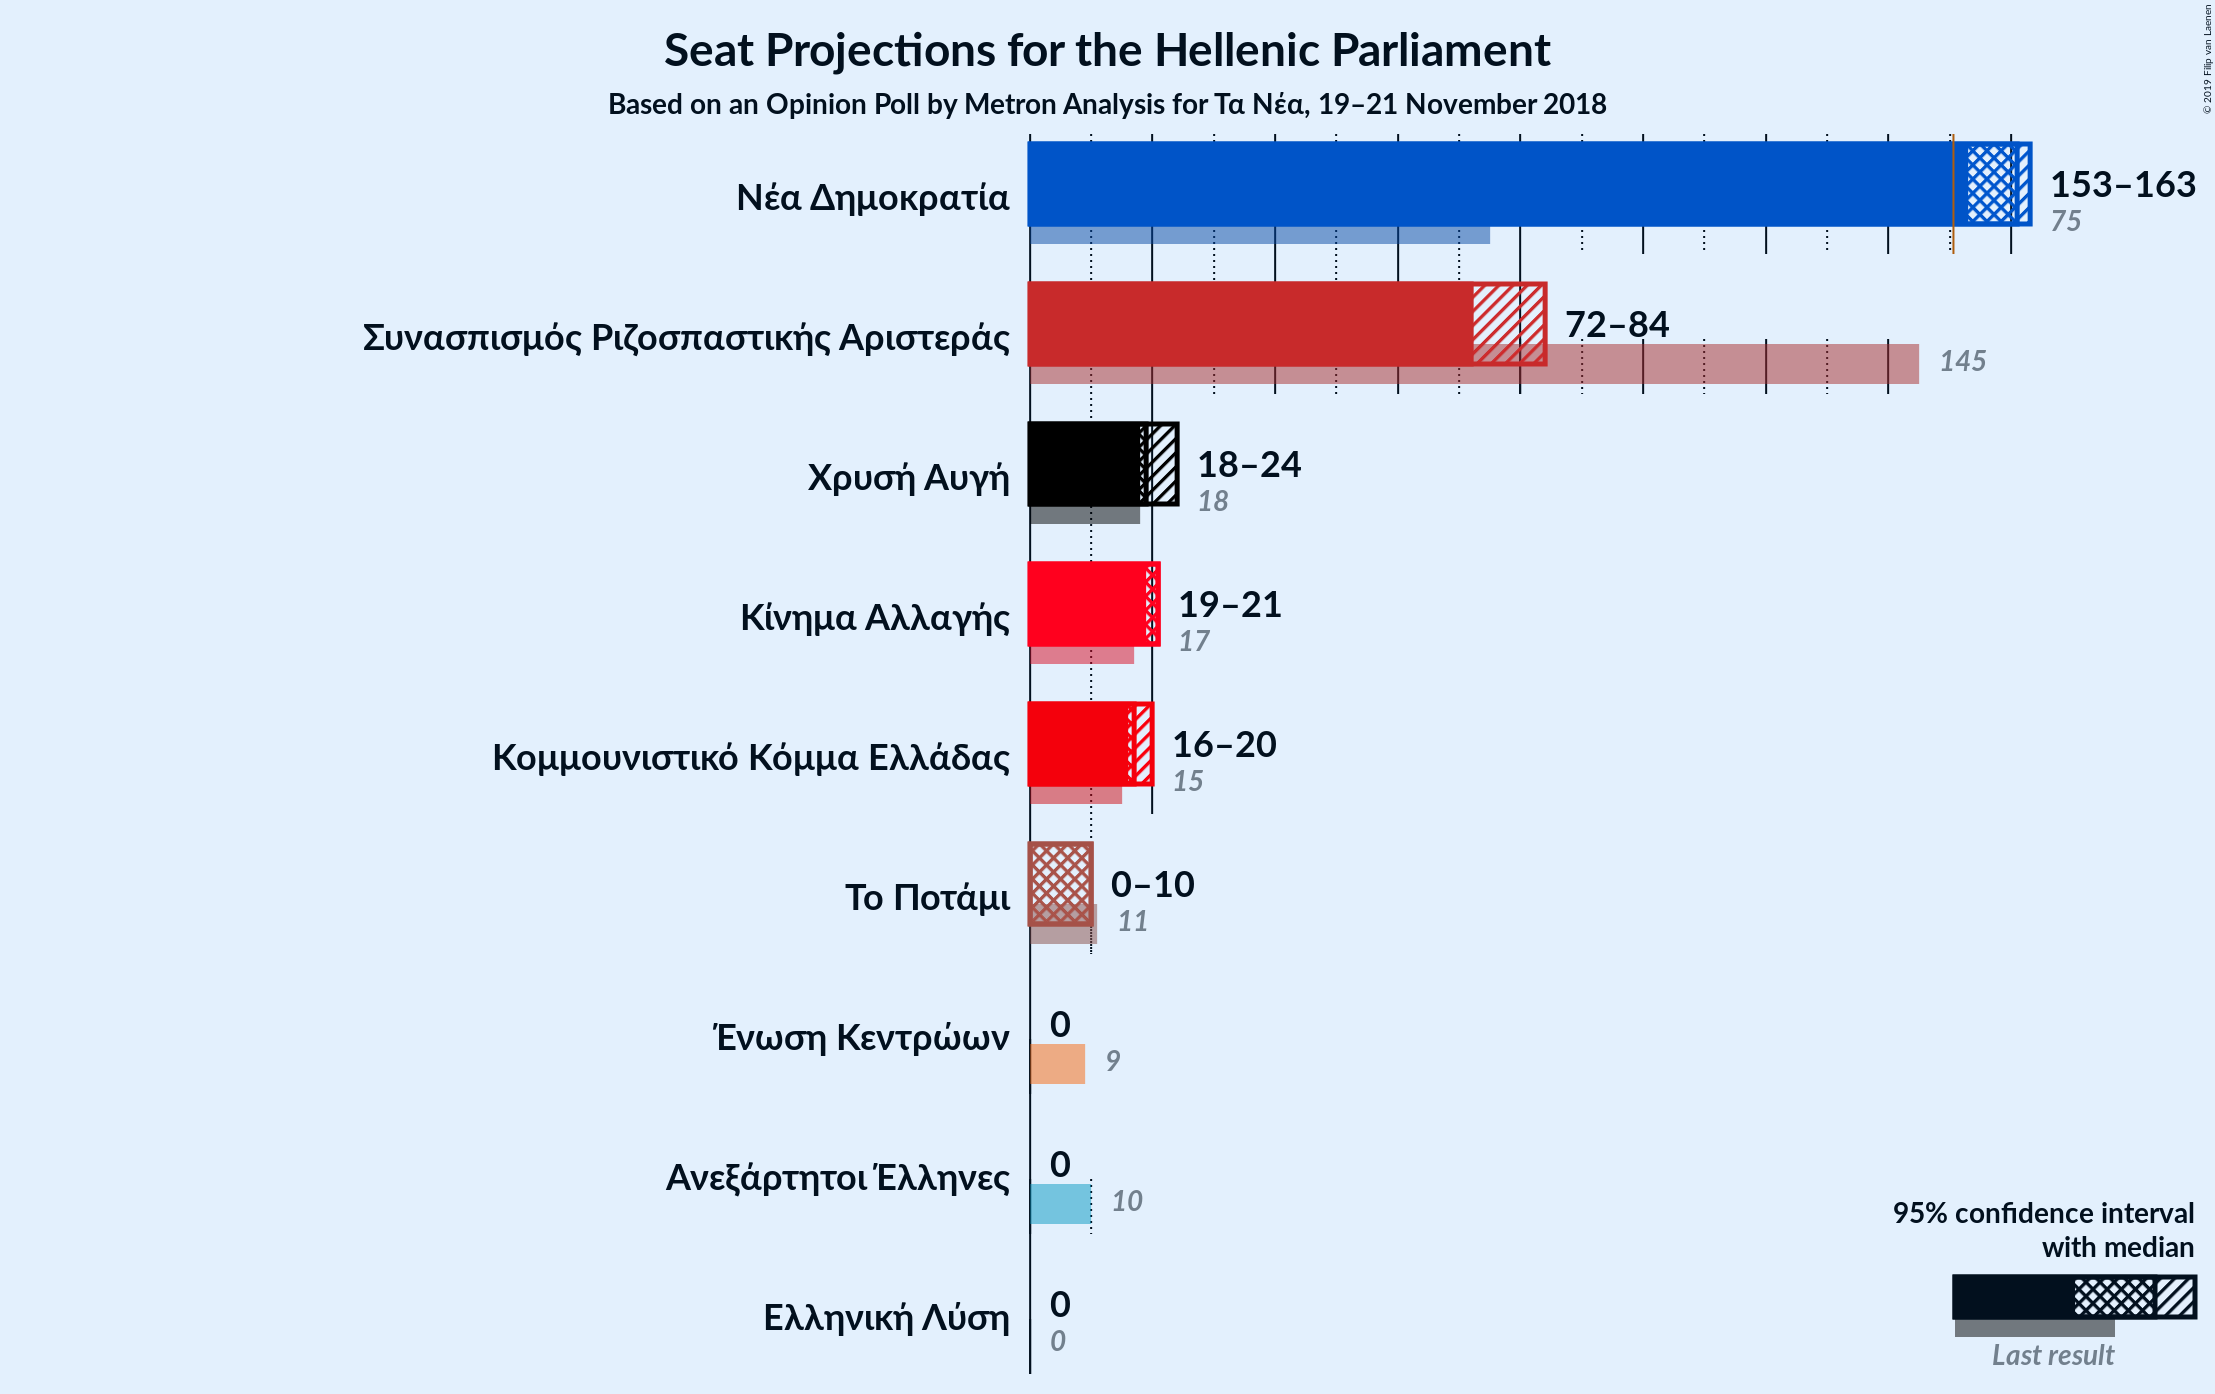 Seat Projections for the Hellenic Parliament
Based on an Opinion Poll by Metron Analysis for Τα Νέα, 19–21 November 2018
© 2019 Filip van Laenen
Νέα Δημοκρατία
153–163
75
Συνασπισμός Ριζοσπαστικής Αριστεράς
72–84
145
Χρυσή Αυγή
18–24
18
Κίνημα Αλλαγής
19–21
17
Κομμουνιστικό Κόμμα Ελλάδας
16–20
15
Το Ποτάμι
0–10
11
Ένωση Κεντρώων
0
9
Ανεξάρτητοι Έλληνες
0
10
Ελληνική Λύση
0
0
95% confidence interval
with median
Last result